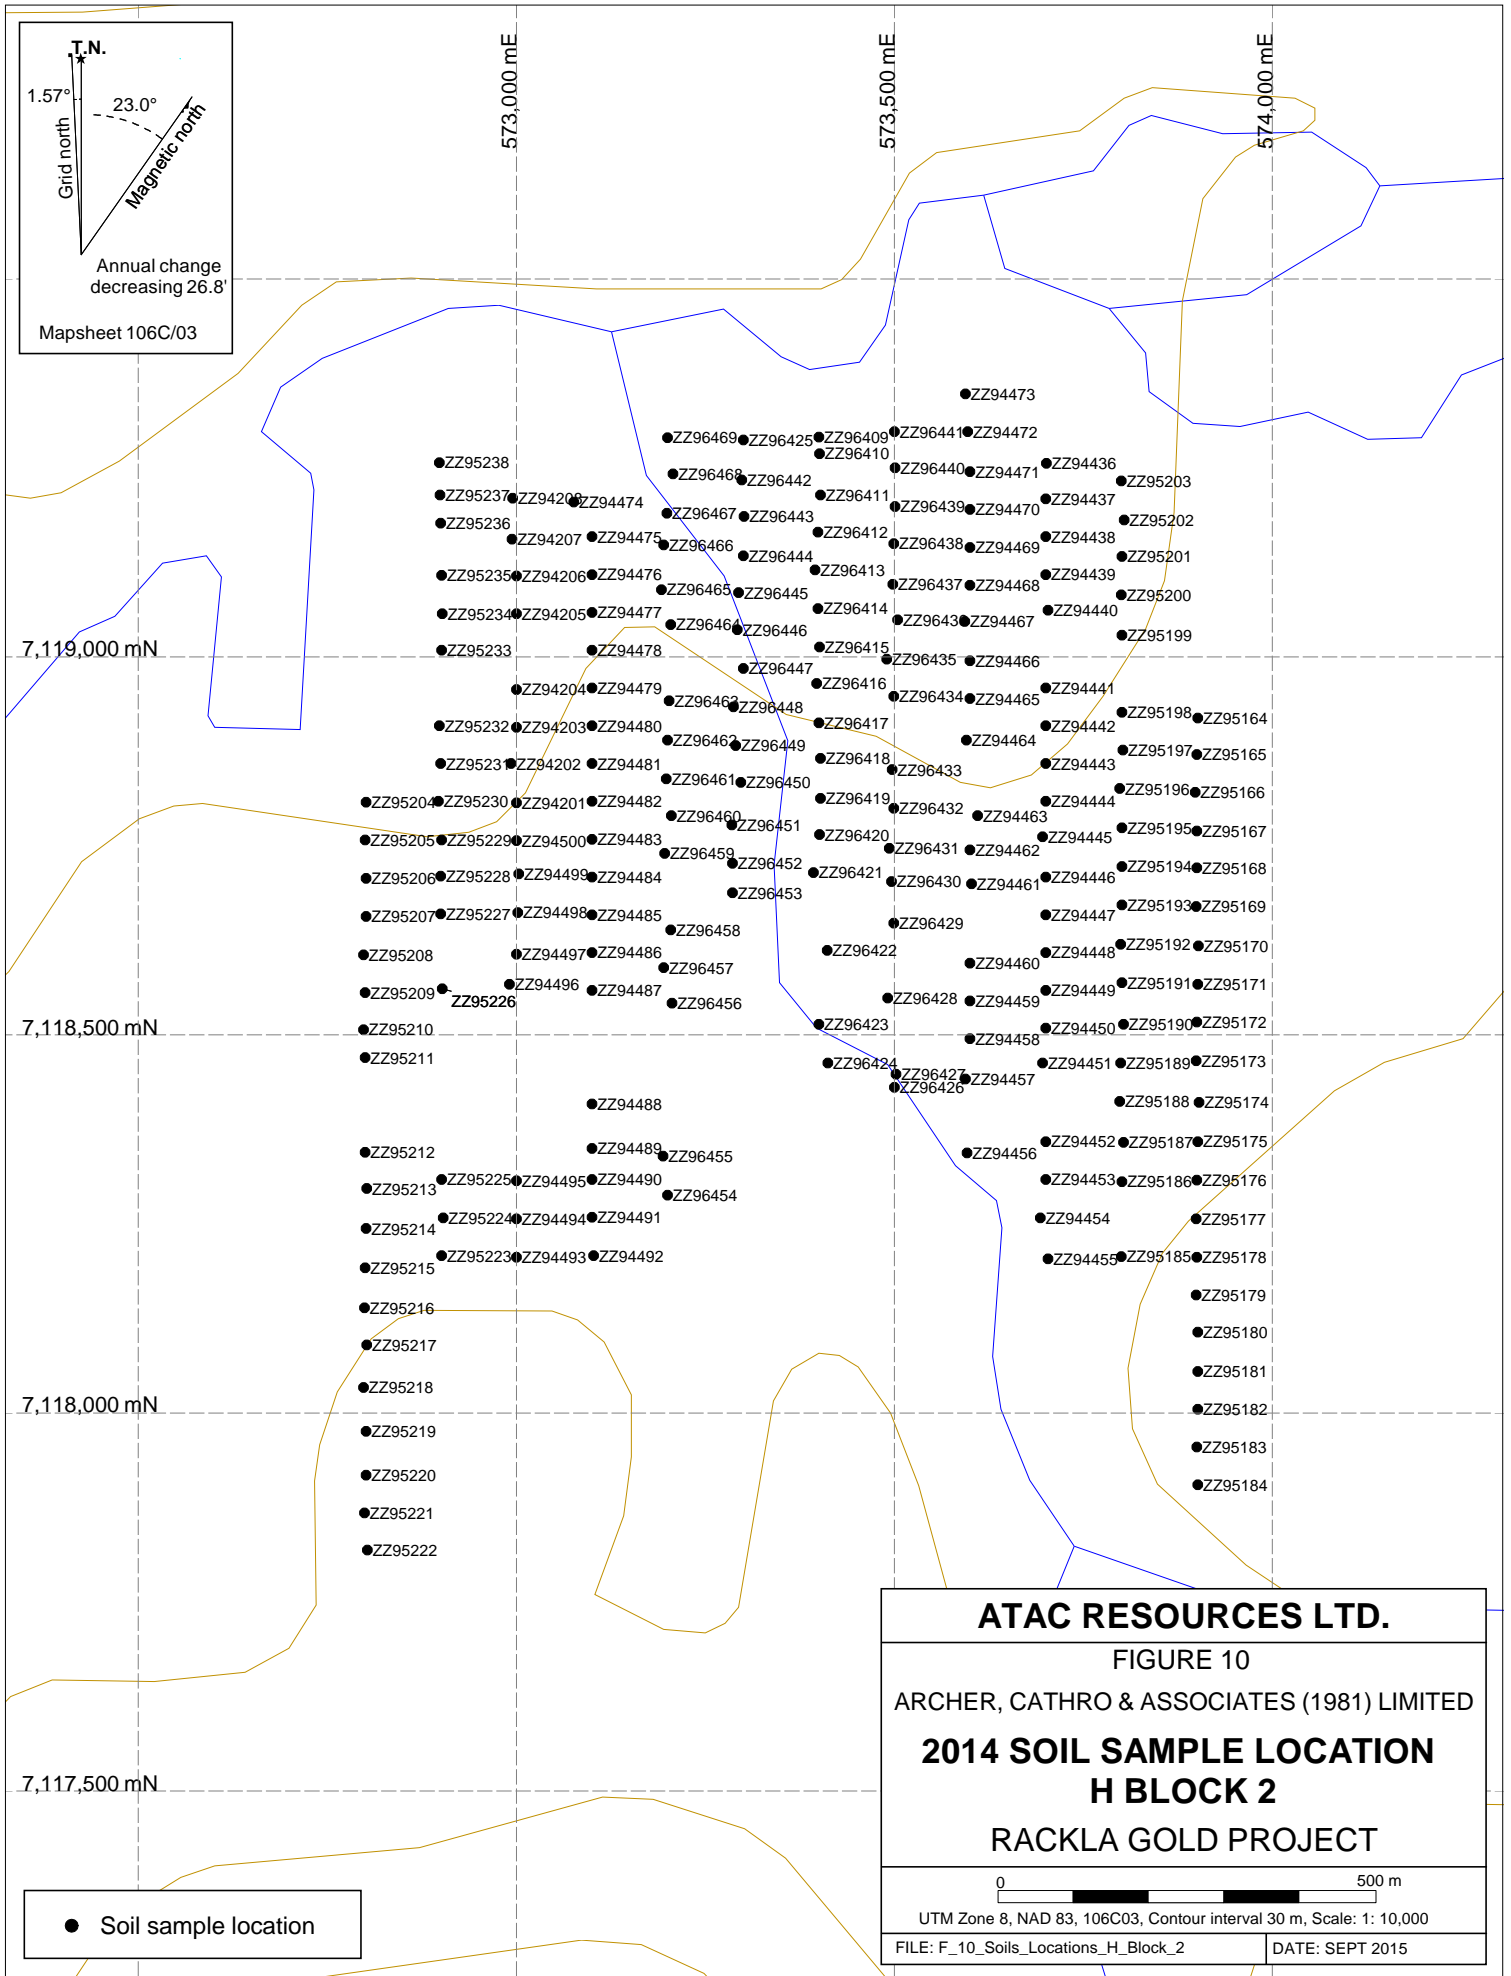 T.N.
1.57°
23.0°
Grid north
Magnetic north
Annual change
decreasing 26.8'
Mapsheet 106C/03
573,000 mE
573,500 mE
574,000 mE
7,119,000 mN
7,118,500 mN
7,118,000 mN
7,117,500 mN
ZZ95204
ZZ95205
ZZ95206
ZZ95207
ZZ95208
ZZ95209
ZZ95210
ZZ95211
ZZ95212
ZZ95213
ZZ95214
ZZ95215
ZZ95216
ZZ95217
ZZ95218
ZZ95219
ZZ95220
ZZ95221
ZZ95222
ZZ95238
ZZ95237
ZZ95236
ZZ95235
ZZ95234
ZZ95233
ZZ95232
ZZ95231
ZZ95230
ZZ95229
ZZ95228
ZZ95227
ZZ95226
ZZ95225
ZZ95224
ZZ95223
ZZ94208
ZZ94207
ZZ94206
ZZ94205
ZZ94204
ZZ94203
ZZ94202
ZZ94201
ZZ94500
ZZ94499
ZZ94498
ZZ94497
ZZ94496
ZZ94495
ZZ94494
ZZ94493
ZZ94474
ZZ94475
ZZ94476
ZZ94477
ZZ94478
ZZ94479
ZZ94480
ZZ94481
ZZ94482
ZZ94483
ZZ94484
ZZ94485
ZZ94486
ZZ94487
ZZ94488
ZZ94489
ZZ94490
ZZ94491
ZZ94492
ZZ96469
ZZ96468
ZZ96467
ZZ96466
ZZ96465
ZZ96464
ZZ96463
ZZ96462
ZZ96461
ZZ96460
ZZ96459
ZZ96458
ZZ96457
ZZ96456
ZZ96455
ZZ96454
ZZ96425
ZZ96442
ZZ96443
ZZ96444
ZZ96445
ZZ96446
ZZ96447
ZZ96448
ZZ96449
ZZ96450
ZZ96451
ZZ96452
ZZ96453
ZZ96409
ZZ96410
ZZ96411
ZZ96412
ZZ96413
ZZ96414
ZZ96415
ZZ96416
ZZ96417
ZZ96418
ZZ96419
ZZ96420
ZZ96421
ZZ96422
ZZ96423
ZZ96424
ZZ96441
ZZ96440
ZZ96439
ZZ96438
ZZ96437
ZZ96436
ZZ96435
ZZ96434
ZZ96433
ZZ96432
ZZ96431
ZZ96430
ZZ96429
ZZ96428
ZZ96427
ZZ96426
ZZ94473
ZZ94472
ZZ94471
ZZ94470
ZZ94469
ZZ94468
ZZ94467
ZZ94466
ZZ94465
ZZ94464
ZZ94463
ZZ94462
ZZ94461
ZZ94460
ZZ94459
ZZ94458
ZZ94457
ZZ94456
ZZ94436
ZZ94437
ZZ94438
ZZ94439
ZZ94440
ZZ94441
ZZ94442
ZZ94443
ZZ94444
ZZ94445
ZZ94446
ZZ94447
ZZ94448
ZZ94449
ZZ94450
ZZ94451
ZZ94452
ZZ94453
ZZ94454
ZZ94455
ZZ95203
ZZ95202
ZZ95201
ZZ95200
ZZ95199
ZZ95198
ZZ95197
ZZ95196
ZZ95195
ZZ95194
ZZ95193
ZZ95192
ZZ95191
ZZ95190
ZZ95189
ZZ95188
ZZ95187
ZZ95186
ZZ95185
ZZ95164
ZZ95165
ZZ95166
ZZ95167
ZZ95168
ZZ95169
ZZ95170
ZZ95171
ZZ95172
ZZ95173
ZZ95174
ZZ95175
ZZ95176
ZZ95177
ZZ95178
ZZ95179
ZZ95180
ZZ95181
ZZ95182
ZZ95183
ZZ95184
Soil sample location
ATAC RESOURCES LTD.
FIGURE 10
ARCHER, CATHRO & ASSOCIATES (1981) LIMITED
2014 SOIL SAMPLE LOCATION
H BLOCK 2
RACKLA GOLD PROJECT
0 500 m
UTM Zone 8, NAD 83, 106C03, Contour interval 30 m, Scale: 1: 10,000
FILE: F_10_Soils_Locations_H_Block_2
DATE: SEPT 2015